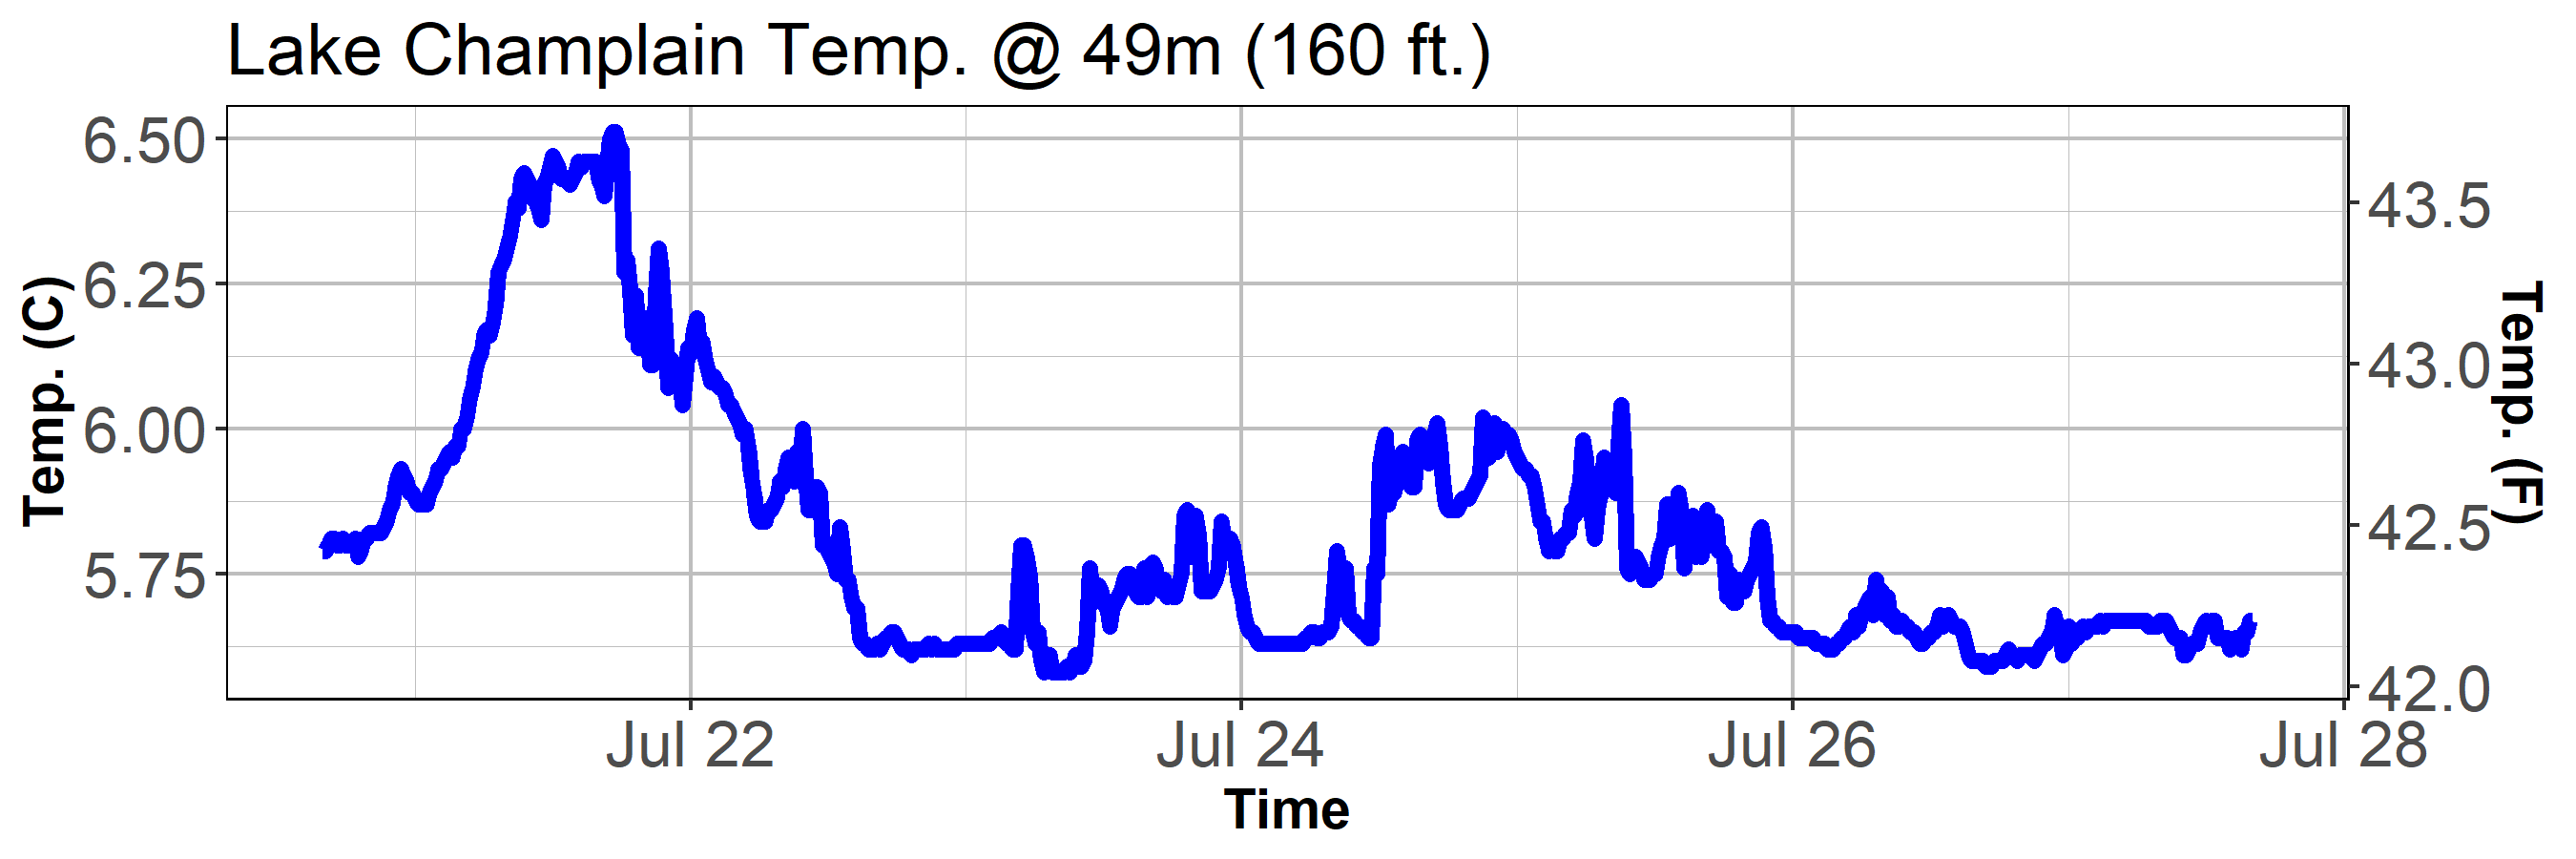 Lake Champlain Temp. @ 49m (160 ft.)
Temp. (C)
6.50
6.25
6.00
5.75
43.5
43.0
42.5
42.0
Temp. (F)
Jul 22 Jul 24 Jul 26 Jul 28
Time